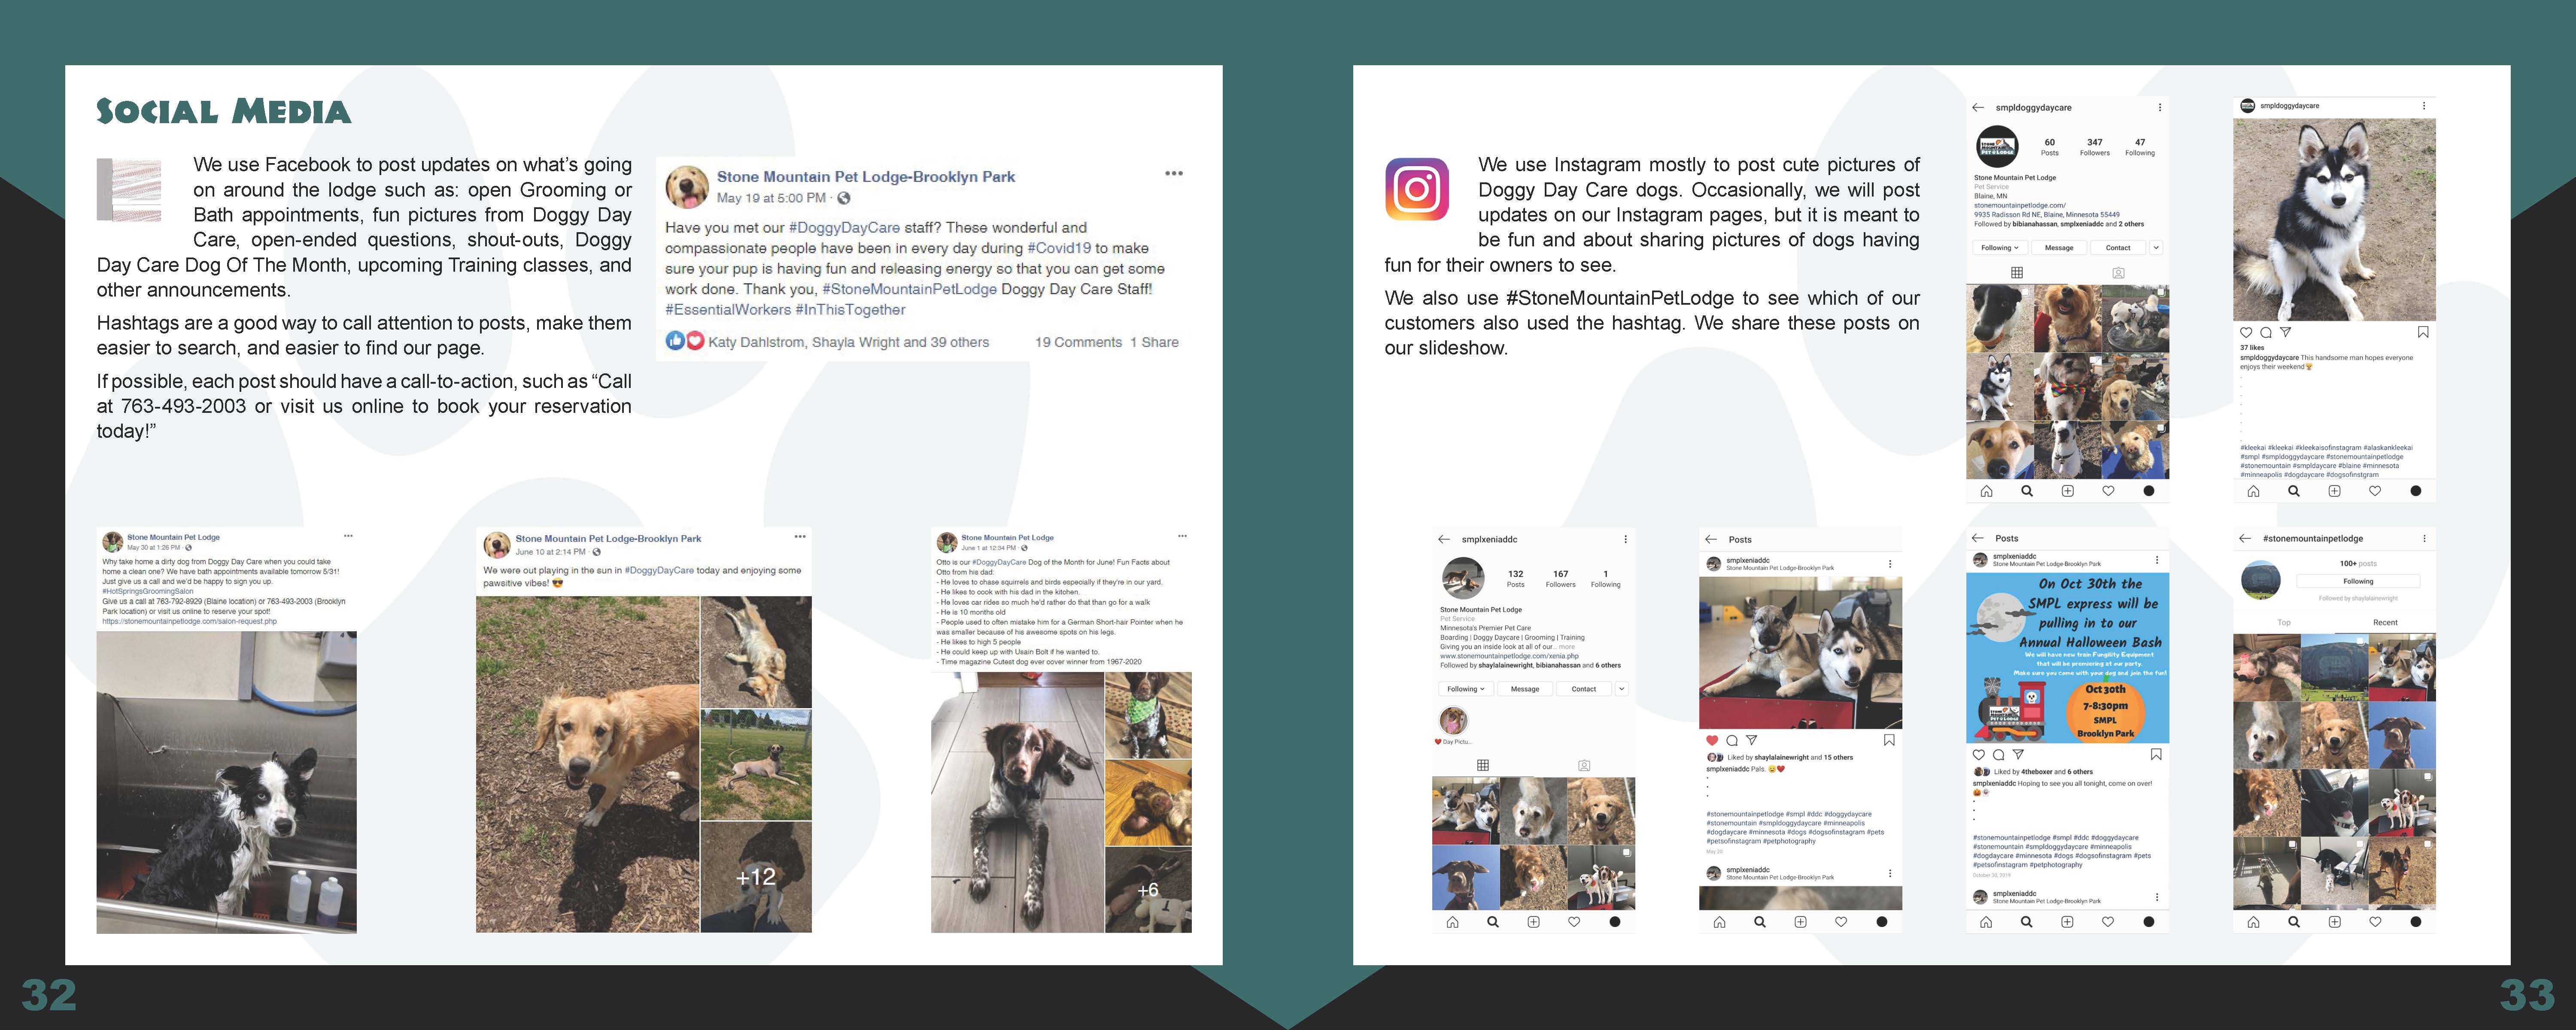 SOCIAL MEDIA
We use Facebook to post updates on what's going
on around the lodge such as: open Grooming or
Bath appointments, fun pictures from Doggy Day
Care, open-ended questions, shout-outs, Doggy
Day Care Dog Of The Month, upcoming Training classes, and
other announcements.
Hashtags are a good way to call attention to posts, make them
easier to search, and easier to find our page.
If possible, each post should have a call-to-action, such as “Call
at 763-493-2003 or visit us online to book your reservation
today!”
Stone Mountain Pet Lodge-Brooklyn Park
May 19 at 5:00 PM ·
Have you met our #DoggyDayCare staff? These wonderful and
compassionate people have been in every day during #Covid19 to make
sure your pup is having fun and releasing energy so that you can get some
work done. Thank you, #StoneMountainPetLodge Doggy Day Care Staff!
#EssentialWorkers #InThisTogether
Katy Dahlstrom, Shayla Wright and 39 others 19 Comments 1 Share
Stone Mountain Pet Lodge
May 30 at 1:26 PM ·
Why take home a dirty dog from Doggy Day Care when you could take
home a clean one? We have bath appointments available tomorrow 5/31!
Just give us a call and we'd be happy to sign you up.
#HotSpringsGroomingSalon
Give us a call at 763-792-8929 (Blaine location) or 763-493-2003 (Brooklyn
Park location) or visit us online to reserve your spot!
https://stonemountainpetlodge.com/salon-request.php
Stone Mountain Pet Lodge-Brooklyn Park
June 10 at 2:14 PM ·
We were out playing in the sun in #DoggyDayCare today and enjoying some
pawsitive vibes! 😎
+12
Stone Mountain Pet Lodge
June 1 at 12:04 PM ·
Otto is our #DoggyDayCare Dog of the Month for June! Fun Facts about
Otto from his dad:
- He loves to chase squirrels and birds especially if they're in our yard.
- He likes to cook with his dad in the kitchen.
- He loves car rides so much he'd rather do that than go for a walk
- He is 10 months old
- People used to often mistake him for a German Short-hair Pointer when he
was smaller because of his awesome spots on his legs.
- He likes to high 5 people
- He could keep up with Usain Bolt if he wanted to.
- Time magazine Cutest dog ever cover winner from 1967-2020
+6
32
We use Instagram mostly to post cute pictures of
Doggy Day Care dogs. Occasionally, we will post
updates on our Instagram pages, but it is meant to
be fun and about sharing pictures of dogs having
fun for their owners to see.
We also use #StoneMountainPetLodge to see which of our
customers also used the hashtag. We share these posts on
our slideshow.
smpldoggydaycare
60 347 47
Posts Followers Following
Stone Mountain Pet Lodge
Pet Service
Blaine, MN
stonemountainpetlodge.com/
9935 Radisson Rd NE, Blaine, Minnesota 55449
Followed by bibianahassan, smplxeniaddc and 2 others
Following Message Contact
smpldoggydaycare
37 likes
smpldoggydaycare This handsome man hopes everyone
enjoys their weekend
.
.
.
.
.
.
#kleekai #kleekai #kleekaisofinstagram #alaskankleekai
#smpl #smpldoggydaycare #stonemountainpetlodge
#stonemountain #smpldaycare #blaine #minnesota
#minneapolis #dogdaycare #dogsofinstgram
smplxeniaddc
132 167 1
Posts Followers Following
Stone Mountain Pet Lodge
Pet Service
Minnesota's Premier Pet Care
Boarding | Doggy Daycare | Grooming | Training
Giving you an inside look at all of our... more
www.stonemountainpetlodge.com/xenia.php
Followed by shaylalainewright, bibianahassan and 6 others
Following Message Contact
❤️ Day Pictu...
Posts
smplxeniaddc
Stone Mountain Pet Lodge-Brooklyn Park
Liked by shaylalainewright and 15 others
smplxeniaddc Pals. 😄❤️
.
.
.
#stonemountainpetlodge #smpl #ddc #doggydaycare
#stonemountain #smpldoggydaycare #minneapolis
#dogdaycare #minnesota #dogs #dogsofinstagram #pets
#petsofinstagram #petphotography
May 20
smplxeniaddc
Stone Mountain Pet Lodge-Brooklyn Park
Posts
smplxeniaddc
Stone Mountain Pet Lodge-Brooklyn Park
On Oct 30th the
SMPL express will be
pulling in to our
Annual Halloween Bash
We will have new train Fungility Equipment
that will be premiering at our party.
Make sure you come with your dog and join the fun!
STONE MOUNTAIN PET LODGE
Oct 30th
7-8:30pm
SMPL
Brooklyn Park
Liked by 4theboxer and 6 others
smplxeniaddc Hoping to see you all tonight, come on over!
🎃👻
.
.
.
#stonemountainpetlodge #smpl #ddc #doggydaycare
#stonemountain #smpldoggydaycare #minneapolis
#dogdaycare #minnesota #dogs #dogsofinstagram #pets
#petsofinstagram #petphotography
October 30, 2019
smplxeniaddc
Stone Mountain Pet Lodge-Brooklyn Park
#stonemountainpetlodge
100+ posts
Following
Followed by shaylalainewright
Top Recent
33